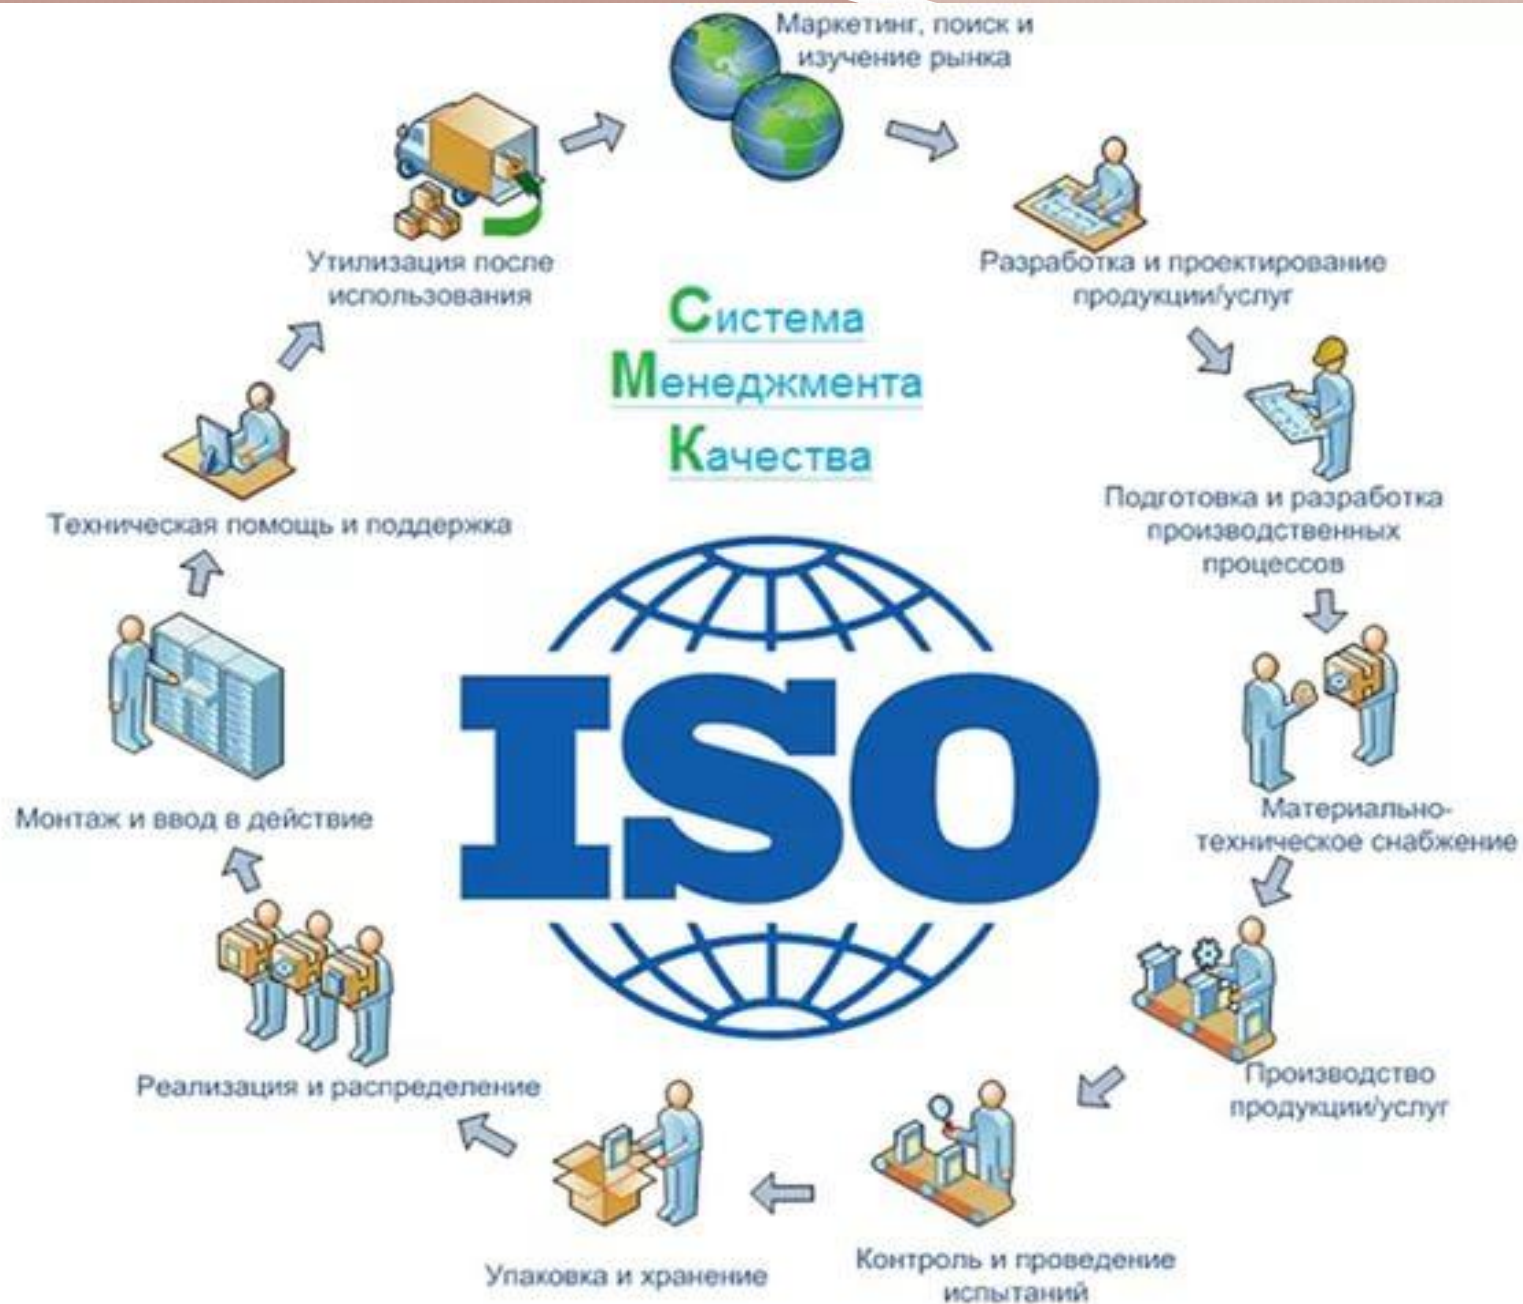 Маркетинг, поиск и
изучение рынка
Разработка и проектирование
продукции/услуг
Подготовка и разработка
производственных
процессов
Материально-
техническое снабжение
Производство
продукции/услуг
Контроль и проведение
испытаний
Упаковка и хранение
Реализация и распределение
Монтаж и ввод в действие
Техническая помощь и поддержка
Утилизация после
использования
Система
Менеджмента
Качества
ISO